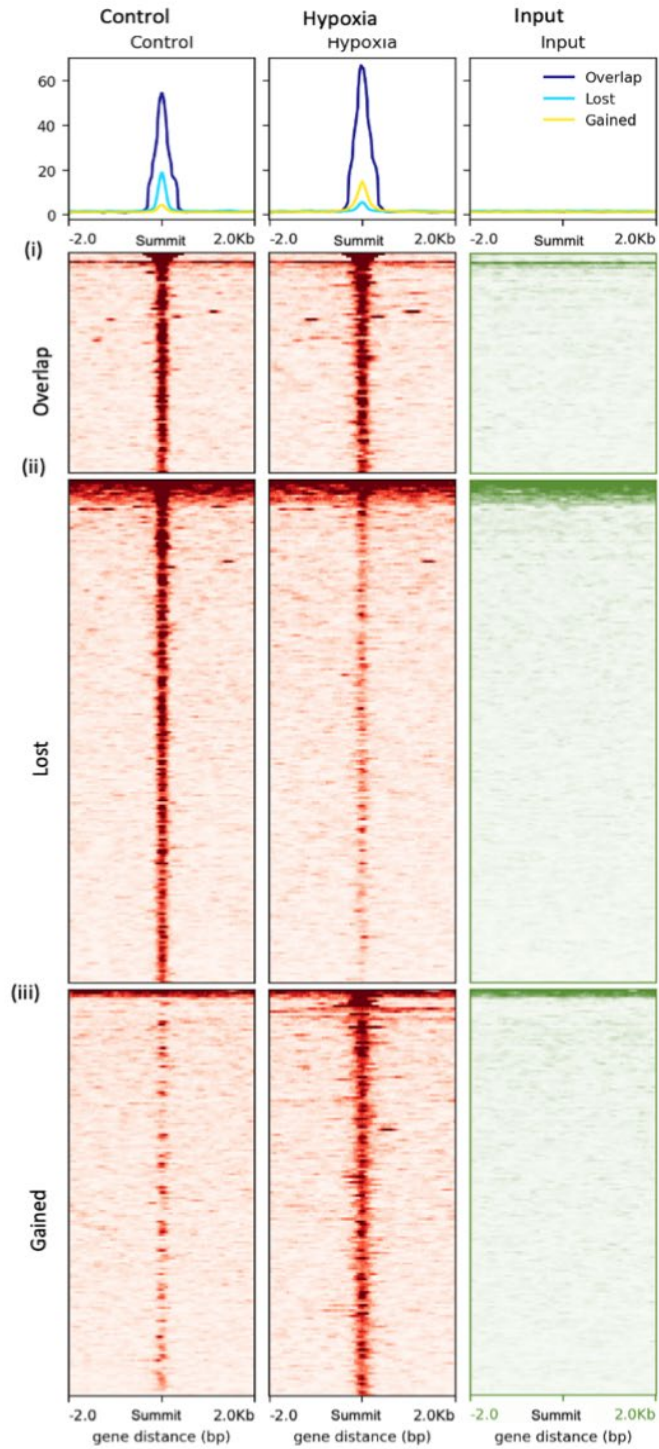 Control Hypoxia Input
Control Hypoxia Input
60
40
20
0
Overlap
Lost
Gained
-2.0 Summit 2.0Kb -2.0 Summit 2.0Kb -2.0 Summit 2.0Kb
(i)
Overlap
(ii)
Lost
(iii)
Gained
-2.0 Summit 2.0Kb -2.0 Summit 2.0Kb -2.0 Summit 2.0Kb
gene distance (bp) gene distance (bp) gene distance (bp)